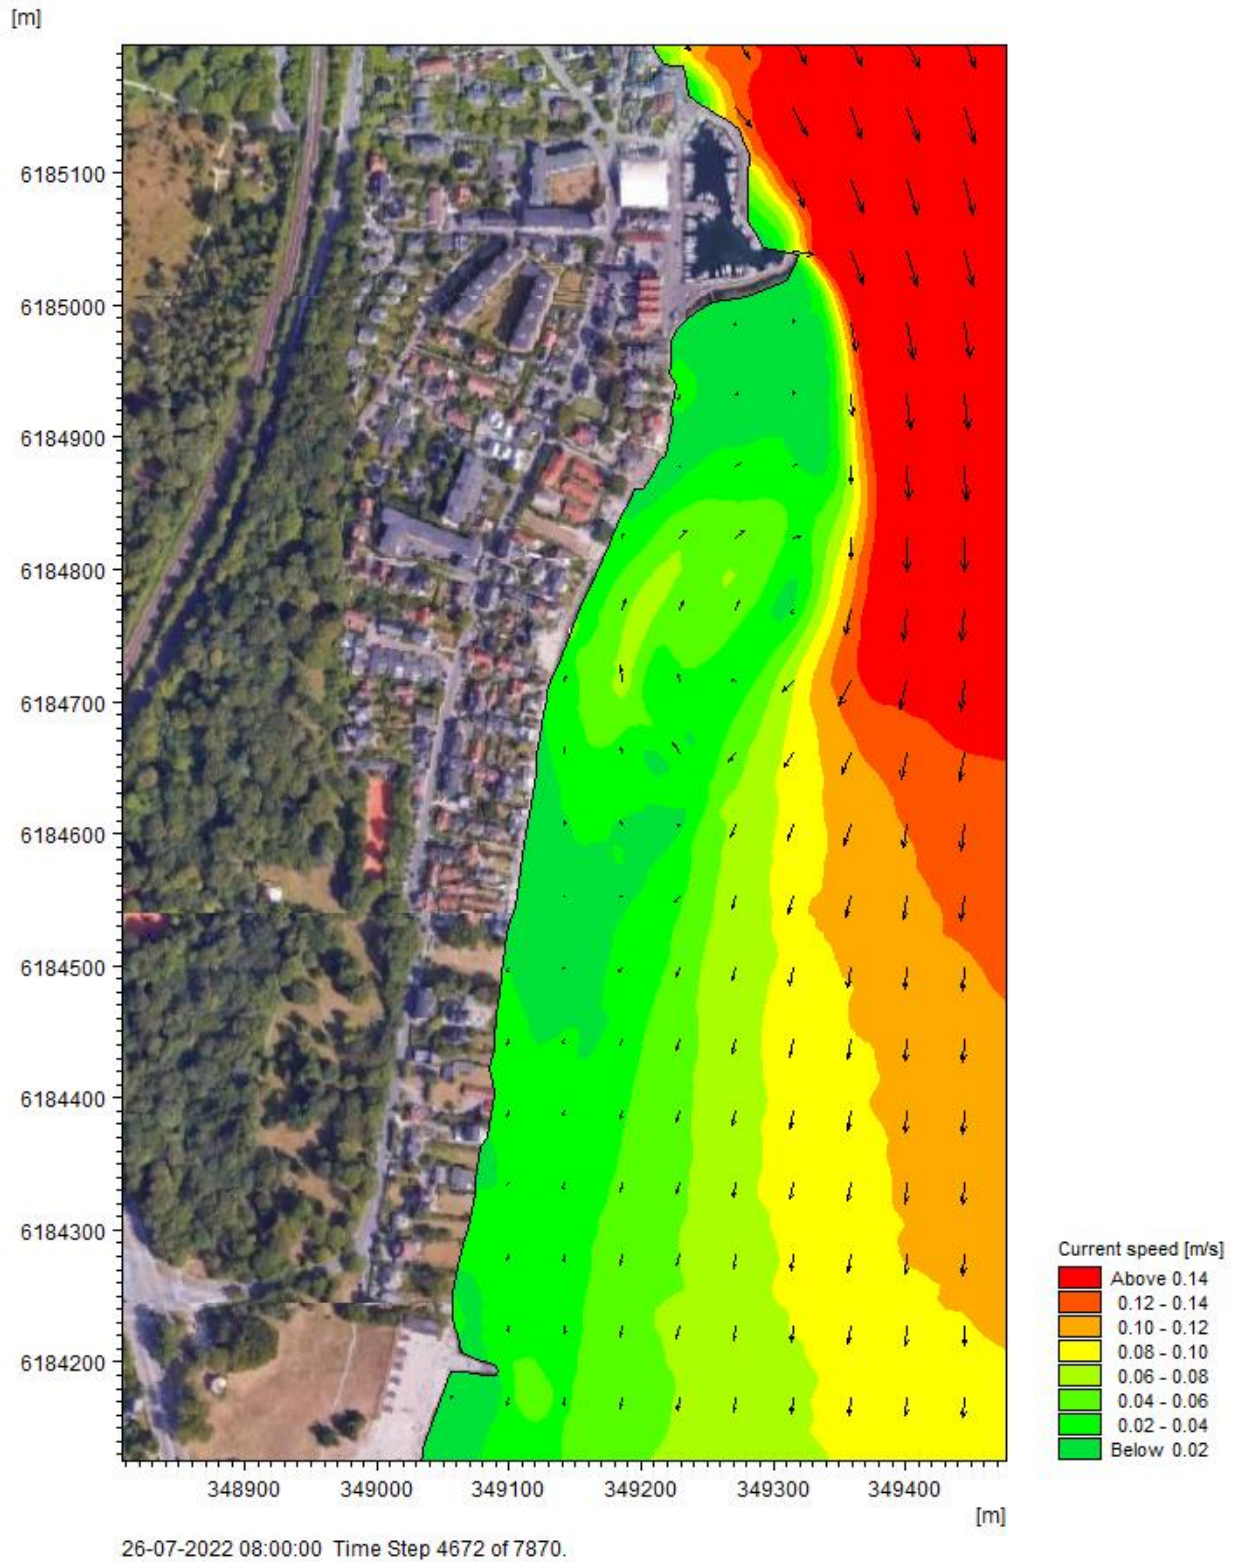 [m]
6185100
6185000
6184900
6184800
6184700
6184600
6184500
6184400
6184300
6184200
348900 349000 349100 349200 349300 349400
[m]
Current speed [m/s]
Above 0.14
0.12 - 0.14
0.10 - 0.12
0.08 - 0.10
0.06 - 0.08
0.04 - 0.06
0.02 - 0.04
Below 0.02
26-07-2022 08:00:00 Time Step 4672 of 7870.